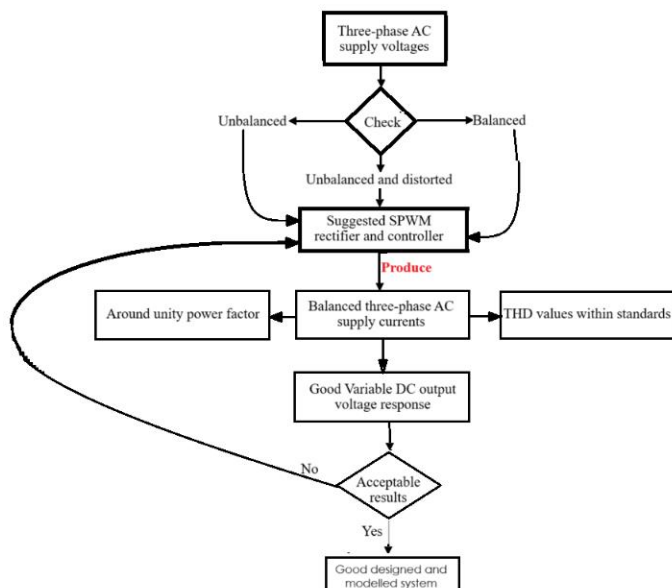 Three-phase AC
supply voltages
Unbalanced
Check
Balanced
Unbalanced and distorted
Suggested SPWM
rectifier and controller
Produce
Around unity power
factor
Balanced three-phase AC
supply currents
THD values within standards
Good Variable DC output
voltage response
No
Acceptable
results
Yes
Good designed and
modelled system